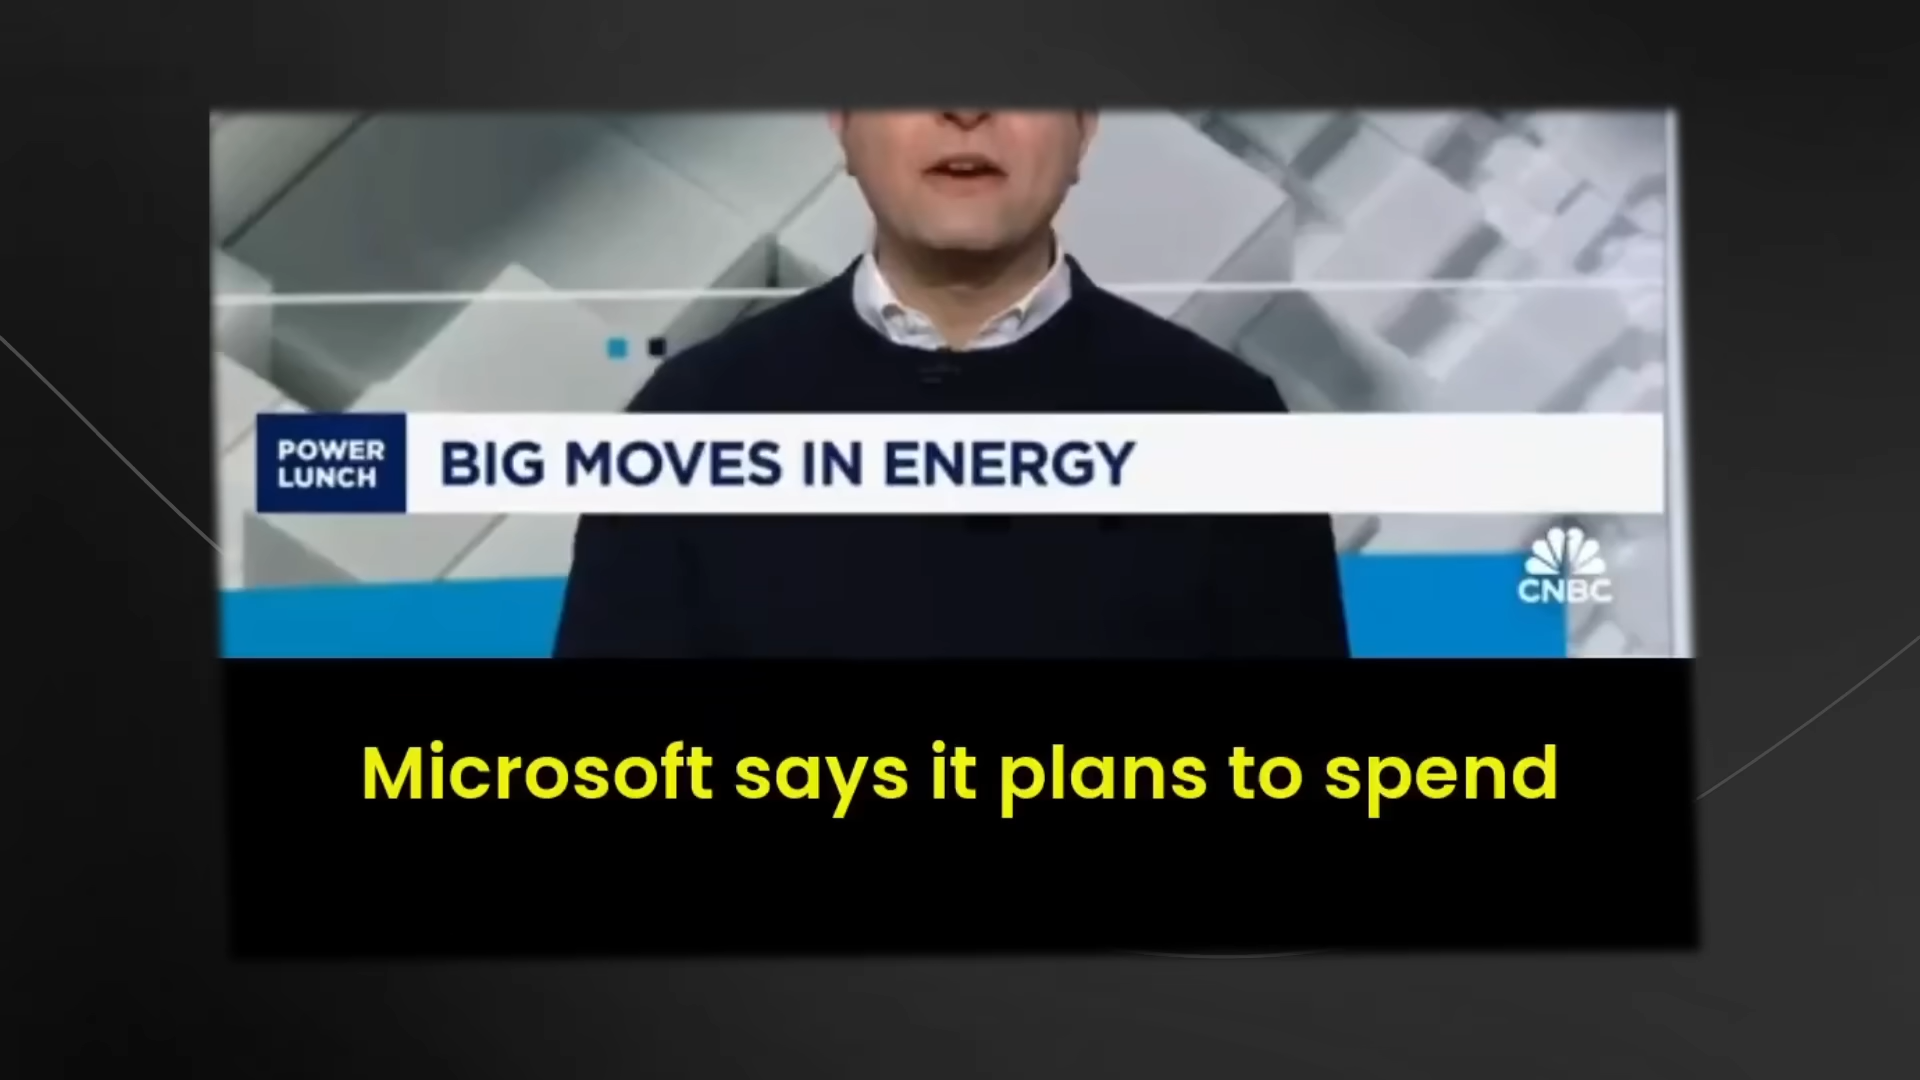 POWER
LUNCH
BIG MOVES IN ENERGY
CNBC
Microsoft says it plans to spend